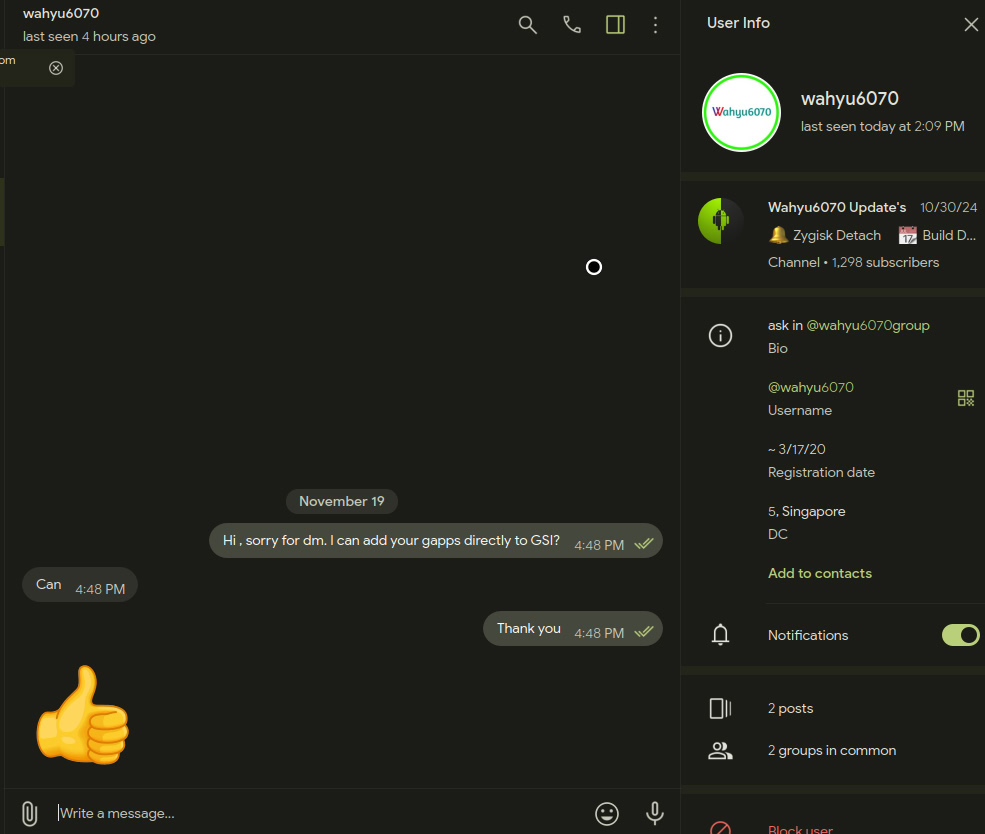 wahyu6070
last seen 4 hours ago
om
November 19
Hi , sorry for dm. I can add your gapps directly to GSI? 4:48 PM
Can 4:48 PM
Thank you 4:48 PM
Write a message...
User Info
Wahyu6070
wahyu6070
last seen today at 2:09 PM
Wahyu6070 Update's 10/30/24
Zygisk Detach 17 Build D...
Channel • 1,298 subscribers
ask in @wahyu6070group
Bio
@wahyu6070
Username
~ 3/17/20
Registration date
5, Singapore
DC
Add to contacts
Notifications
2 posts
2 groups in common
Block user